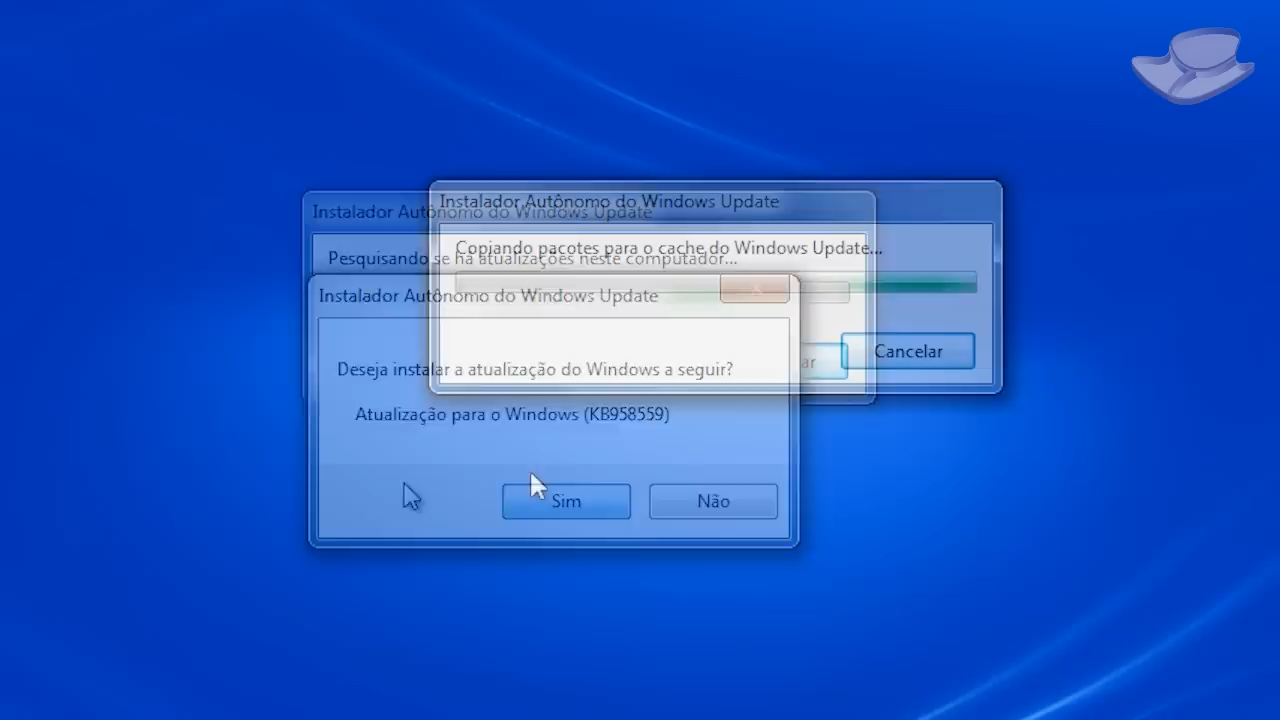 Instalador Autônomo do Windows Update
Instalador Autônomo do Windows Update
Copiando pacotes para o cache do Windows Update...
Pesquisando se há atualizações neste computador...
Instalador Autônomo do Windows Update
Cancelar
ar
Deseja instalar a atualização do Windows a seguir?
Atualização para o Windows (KB958559)
Sim Não